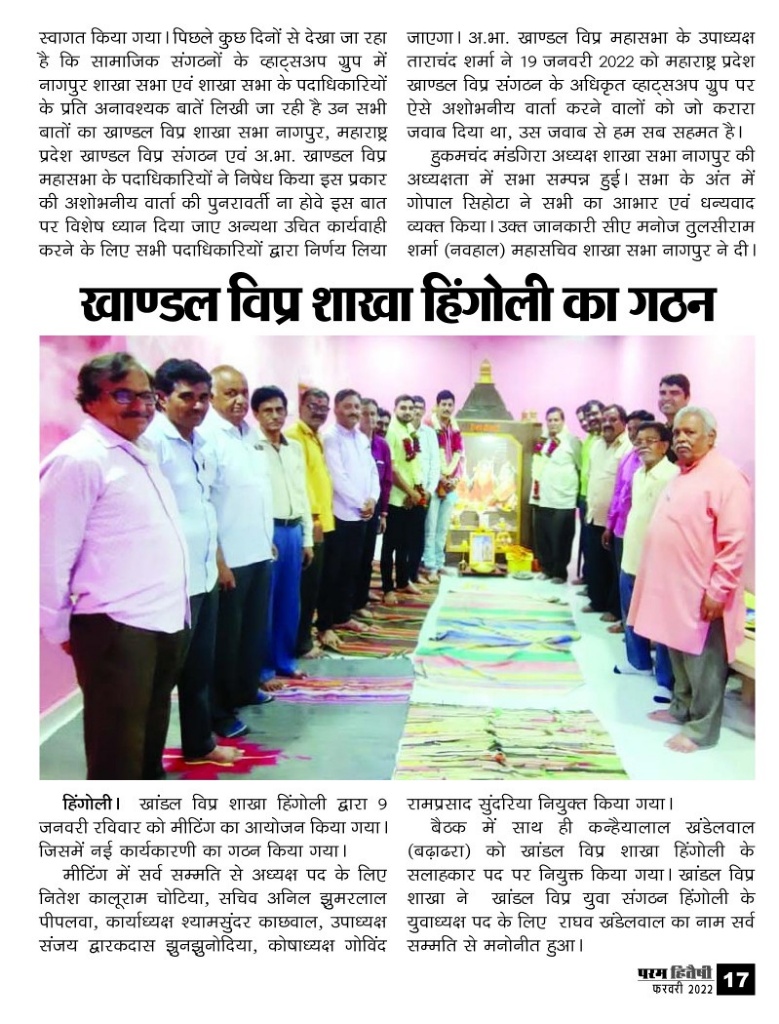 स्वागत किया गया। पिछले कुछ दिनों से देखा जा रहा
है कि सामाजिक संगठनों के व्हाट्सअप ग्रुप में
नागपुर शाखा सभा एवं शाखा सभा के पदाधिकारियों
के प्रति अनावश्यक बातें लिखी जा रही है उन सभी
बातों का खाण्डल विप्र शाखा सभा नागपुर, महाराष्ट्र
प्रदेश खाण्डल विप्र संगठन एवं अ.भा. खाण्डल विप्र
महासभा के पदाधिकारियों ने निषेध किया इस प्रकार
की अशोभनीय वार्ता की पुनरावर्ती ना होवे इस बात
पर विशेष ध्यान दिया जाए अन्यथा उचित कार्यवाही
करने के लिए सभी पदाधिकारियों द्वारा निर्णय लिया
जाएगा। अ.भा. खाण्डल विप्र महासभा के उपाध्यक्ष
ताराचंद शर्मा ने 19 जनवरी 2022 को महाराष्ट्र प्रदेश
खाण्डल विप्र संगठन के अधिकृत व्हाट्सअप ग्रुप पर
ऐसे अशोभनीय वार्ता करने वालों को जो करारा
जवाब दिया था, उस जवाब से हम सब सहमत है।
हुकमचंद मंडगिरा अध्यक्ष शाखा सभा नागपुर की
अध्यक्षता में सभा सम्पन्न हुई। सभा के अंत में
गोपाल सिहोटा ने सभी का आभार एवं धन्यवाद
व्यक्त किया। उक्त जानकारी सीए मनोज तुलसीराम
शर्मा (नवहाल) महासचिव शाखा सभा नागपुर ने दी।
खाण्डल विप्र शाखा हिंगोली का गठन
हिंगोली। खांडल विप्र शाखा हिंगोली द्वारा 9
जनवरी रविवार को मीटिंग का आयोजन किया गया।
जिसमें नई कार्यकारणी का गठन किया गया।
मीटिंग में सर्व सम्मति से अध्यक्ष पद के लिए
नितेश कालूराम चोटिया, सचिव अनिल झुमरलाल
पीपलवा, कार्याध्यक्ष श्यामसुंदर काछवाल, उपाध्यक्ष
संजय द्वारकदास झुनझुनोदिया, कोषाध्यक्ष गोविंद
रामप्रसाद सुंदरिया नियुक्त किया गया।
बैठक में साथ ही कन्हैयालाल खंडेलवाल
(बढ़ाढरा) को खांडल विप्र शाखा हिंगोली के
सलाहकार पद पर नियुक्त किया गया। खांडल विप्र
शाखा ने खांडल विप्र युवा संगठन हिंगोली के
युवाध्यक्ष पद के लिए राघव खंडेलवाल का नाम सर्व
सम्मति से मनोनीत हुआ।
परम हितैषी
फरवरी 2022
17